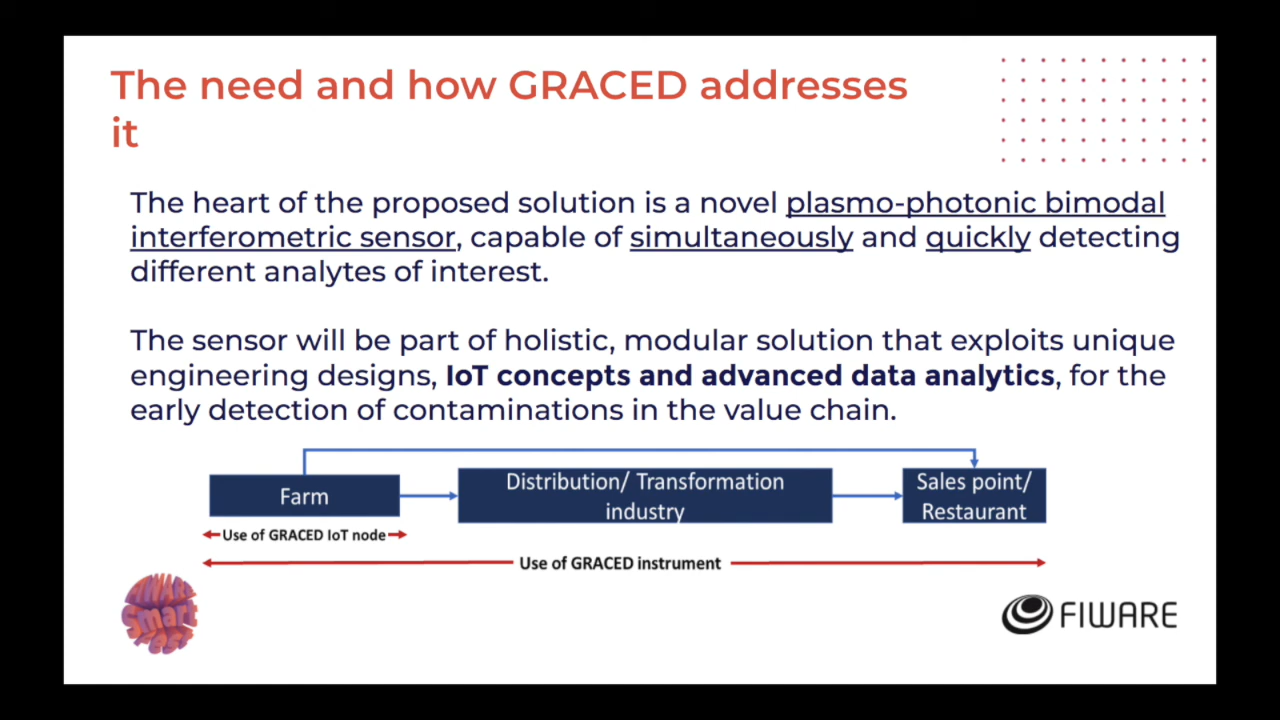 The need and how GRACED addresses
it
The heart of the proposed solution is a novel plasmo-photonic bimodal
interferometric sensor, capable of simultaneously and quickly detecting
different analytes of interest.
The sensor will be part of holistic, modular solution that exploits unique
engineering designs, IoT concepts and advanced data analytics, for the
early detection of contaminations in the value chain.
Farm
Distribution/ Transformation
industry
Sales point/
Restaurant
Use of GRACED IoT node
Use of GRACED instrument
Smart
FIWARE